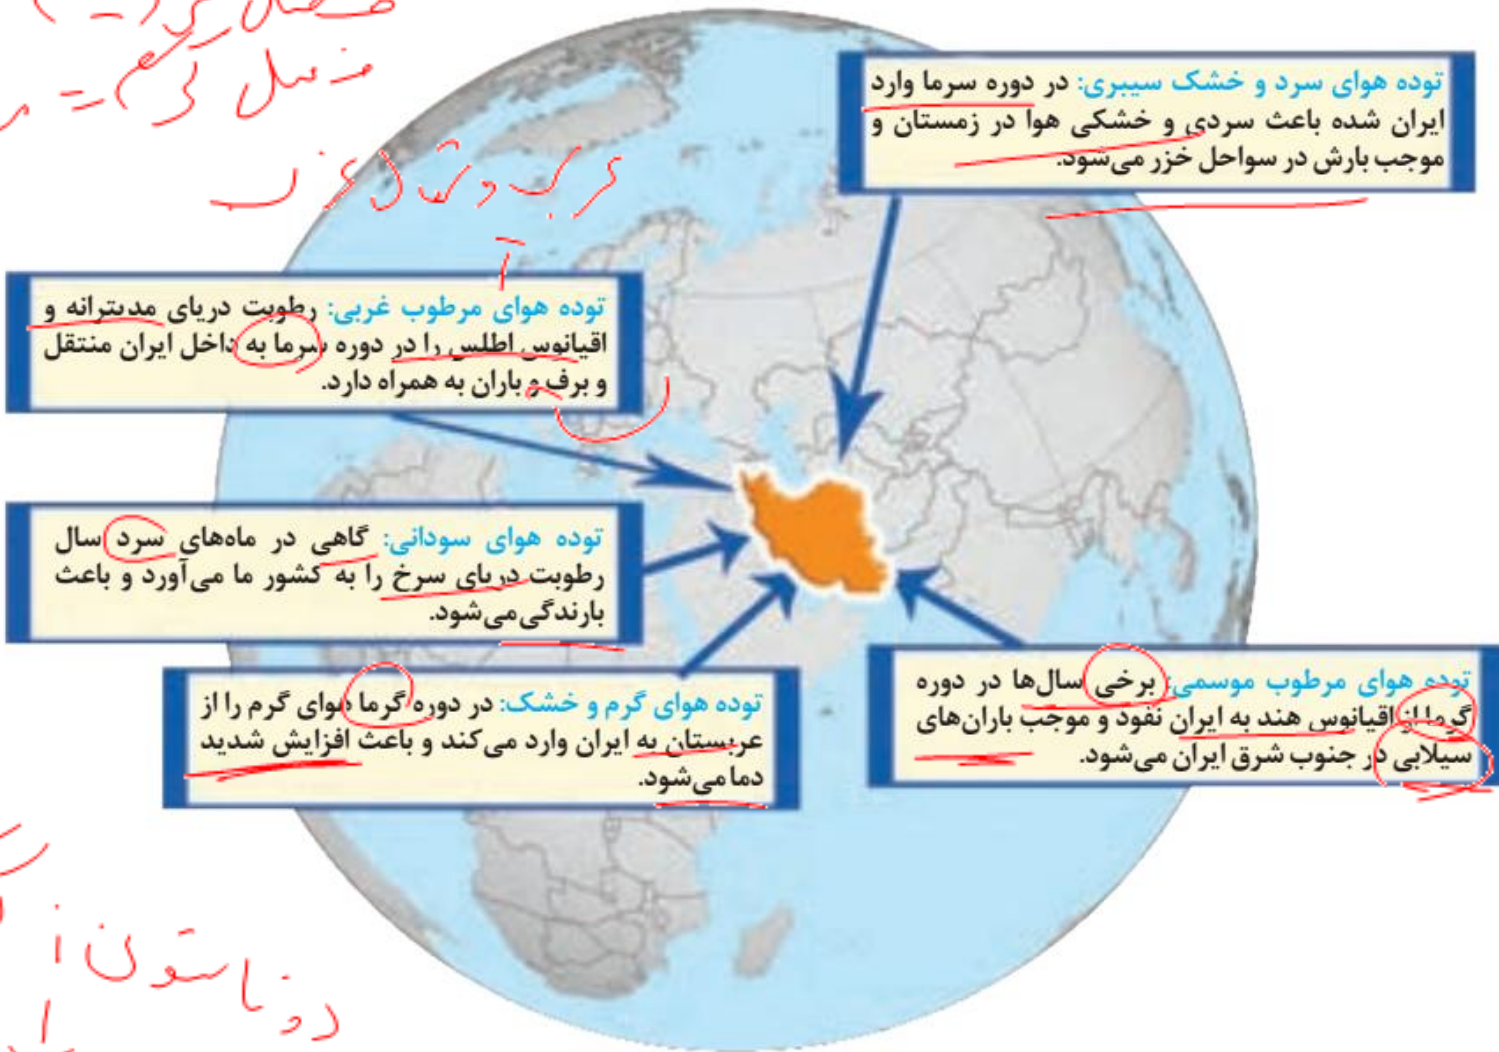 توده هوای سرد و خشک سیبری: در دوره سرما وارد
ایران شده باعث سردی و خشکی هوا در زمستان و
موجب بارش در سواحل خزر می‌شود.
توده هوای مرطوب غربی: رطوبت دریای مدیترانه و
اقیانوس اطلس را در دوره سرما به داخل ایران منتقل
و برف و باران به همراه دارد.
توده هوای سودانی: گاهی در ماه‌های سرد سال
رطوبت دریای سرخ را به کشور ما می‌آورد و باعث
بارندگی می‌شود.
توده هوای مرطوب موسمی: برخی سال‌ها در دوره
گرما از اقیانوس هند به ایران نفوذ و موجب باران‌های
سیلابی در جنوب شرق ایران می‌شود.
توده هوای گرم و خشک: در دوره گرما هوای گرم را از
عربستان به ایران وارد می‌کند و باعث افزایش شدید
دما می‌شود.